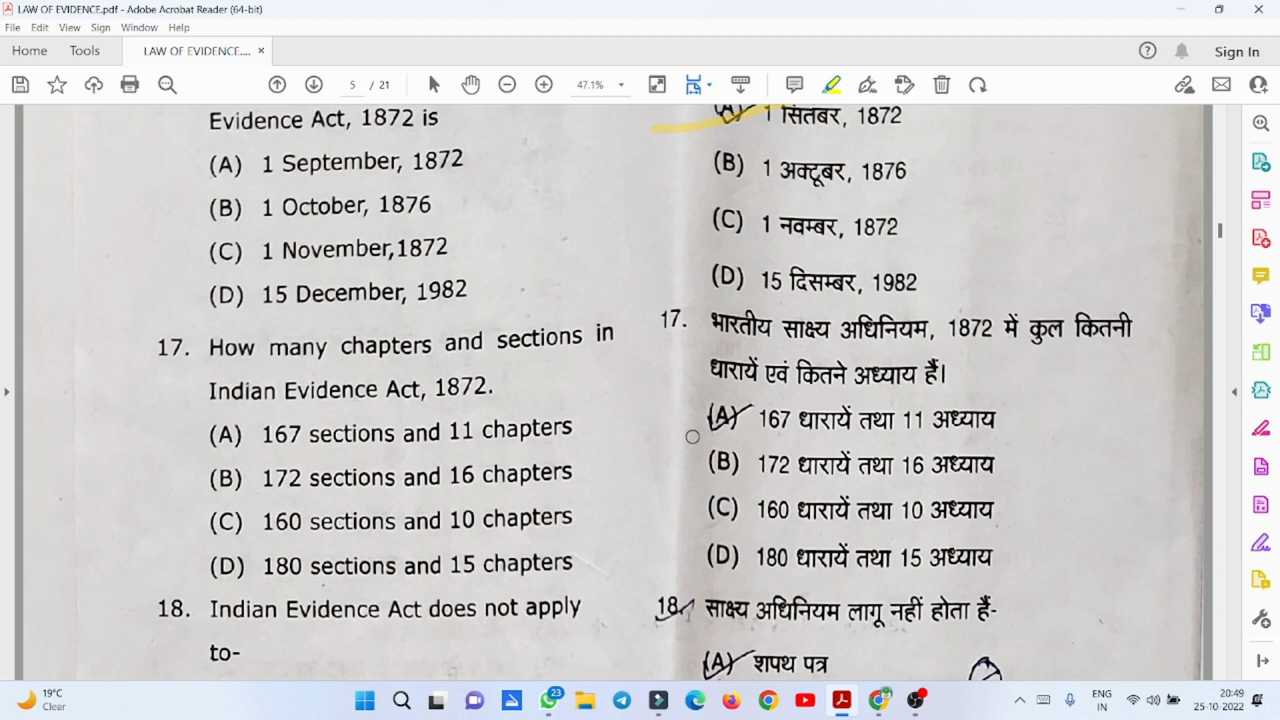 LAW OF EVIDENCE.pdf - Adobe Acrobat Reader (64-bit)
File Edit View Sign Window Help
Home Tools LAW OF EVIDENCE.... × Sign In
5 / 21 47.1%
Evidence Act, 1872 is
(A) 1 September, 1872
(B) 1 October, 1876
(C) 1 November,1872
(D) 15 December, 1982
17. How many chapters and sections in
Indian Evidence Act, 1872.
(A) 167 sections and 11 chapters
(B) 172 sections and 16 chapters
(C) 160 sections and 10 chapters
(D) 180 sections and 15 chapters
18. Indian Evidence Act does not apply
to-
(A) 1 सितंबर, 1872
(B) 1 अक्टूबर, 1876
(C) 1 नवम्बर, 1872
(D) 15 दिसम्बर, 1982
17. भारतीय साक्ष्य अधिनियम, 1872 में कुल कितनी
धारायें एवं कितने अध्याय हैं।
(A) 167 धारायें तथा 11 अध्याय
(B) 172 धारायें तथा 16 अध्याय
(C) 160 धारायें तथा 10 अध्याय
(D) 180 धारायें तथा 15 अध्याय
18. साक्ष्य अधिनियम लागू नहीं होता हैं-
(A) शपथ पत्र
19°C
Clear
23
ENG
IN
20:49
25-10-2022